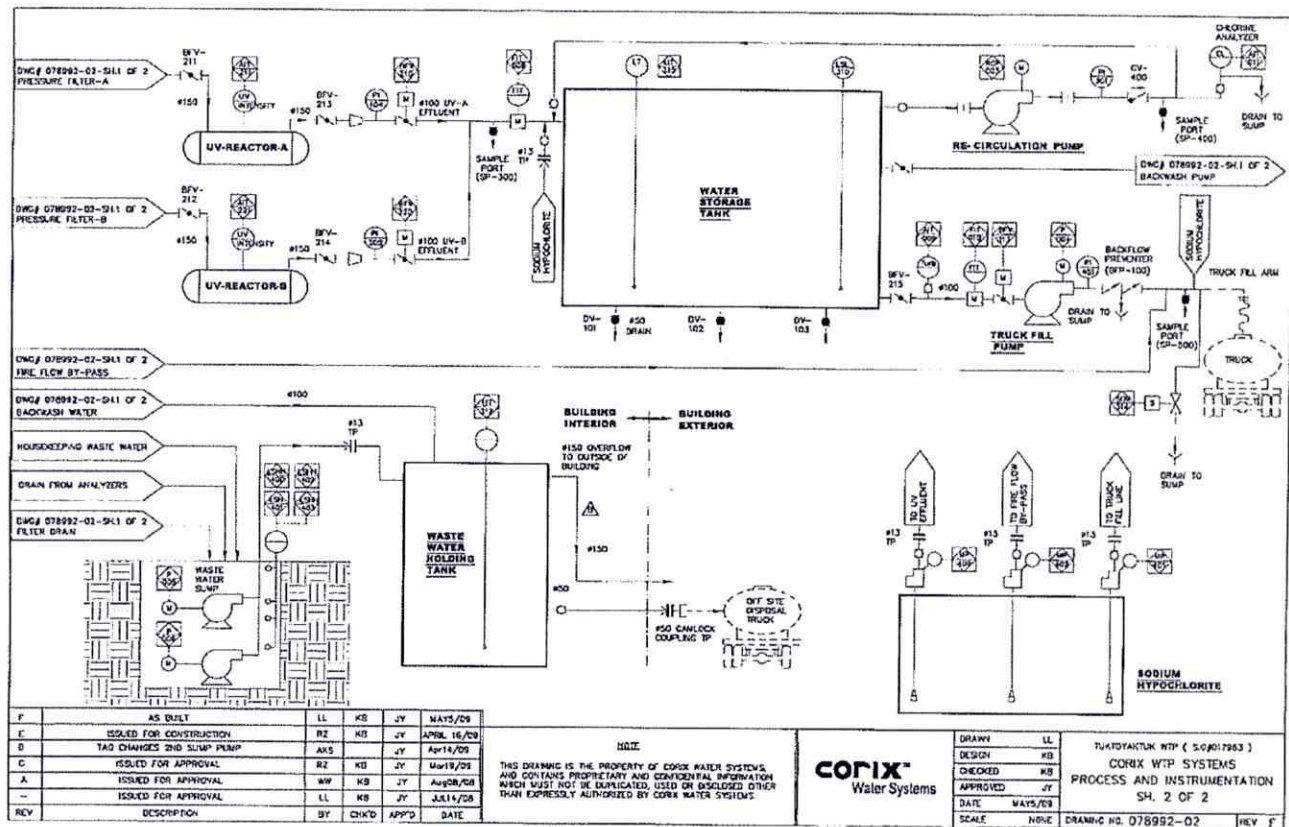 DWG# 078992-02-SH.1 OF 2
PRESSURE FILTER-A
BFV-
211
#150
UV
INTENSITY
UV-REACTOR-A
#150
BFV-213
PI
104
M
#100 UV-A
EFFLUENT
SAMPLE
PORT
(SP-300)
M
#13
TP
SODIUM
HYPOCHLORITE
DWG# 078992-02-SH.1 OF 2
PRESSURE FILTER-B
BFV-
212
#150
UV
INTENSITY
UV-REACTOR-B
#150
BFV-
214
PI
M
#100 UV-B
EFFLUENT
LT
WATER
STORAGE
TANK
DV-
101
#50
DRAIN
DV-
102
DV-
103
M
RE-CIRCULATION PUMP
PI
CV-400
CHLORINE
ANALYZER
CL
DRAIN TO
SUMP
SAMPLE
PORT
(SP-400)
DWG# 078992-02-SH.1 OF 2
BACKWASH PUMP
BFV-215
#100
M
M
M
TRUCK FILL
PUMP
BACKFLOW
PREVENTER
(BFP-100)
DRAIN TO
SUMP
SODIUM
HYPOCHLORITE
TRUCK FILL ARM
SAMPLE
PORT
(SP-500)
TRUCK
S
DRAIN TO
SUMP
DWG# 078992-02-SH.1 OF 2
FIRE FLOW BY-PASS
DWG# 078992-02-SH.1 OF 2
BACKWASH WATER
#100
HOUSEKEEPING WASTE WATER
DRAIN FROM ANALYZERS
DWG# 078992-02-SH.1 OF 2
FILTER DRAIN
#13
TP
WASTE
WATER
SUMP
M
M
WASTE
WATER
HOLDING
TANK
BUILDING
INTERIOR
BUILDING
EXTERIOR
#150 OVERFLOW
TO OUTSIDE OF
BUILDING
#150
#50
#50 CAMLOCK
COUPLING TP
OFF SITE
DISPOSAL
TRUCK
TO UV
EFFLUENT
TO FIRE FLOW
BY-PASS
TO TRUCK
FILL LINE
#13
TP
#13
TP
#13
TP
SODIUM
HYPOCHLORITE
F AS BUILT LL KB JY MAY5/09
E ISSUED FOR CONSTRUCTION RZ KB JY APRIL 16/09
D TAG CHANGES 2ND SUMP PUMP AKS JY Apr14/09
C ISSUED FOR APPROVAL RZ KB JY Mar19/09
A ISSUED FOR APPROVAL WW KB JY Aug08/08
— ISSUED FOR APPROVAL LL KB JY JUL14/08
REV DESCRIPTION BY CHK'D APP'D DATE
NOTE
THIS DRAWING IS THE PROPERTY OF CORIX WATER SYSTEMS,
AND CONTAINS PROPRIETARY AND CONFIDENTIAL INFORMATION
WHICH MUST NOT BE DUPLICATED, USED OR DISCLOSED OTHER
THAN EXPRESSLY AUTHORIZED BY CORIX WATER SYSTEMS.
corix™
Water Systems
DRAWN LL
DESIGN KB
CHECKED KB
APPROVED JY
DATE MAY5/09
SCALE NONE
TUKTOYAKTUK WTP ( S.O#017963 )
CORIX WTP SYSTEMS
PROCESS AND INSTRUMENTATION
SH. 2 OF 2
DRAWING NO. 078992-02 REV F